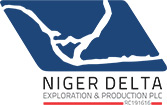 NIGER DELTA
EXPLORATION & PRODUCTION PLC
RC191616